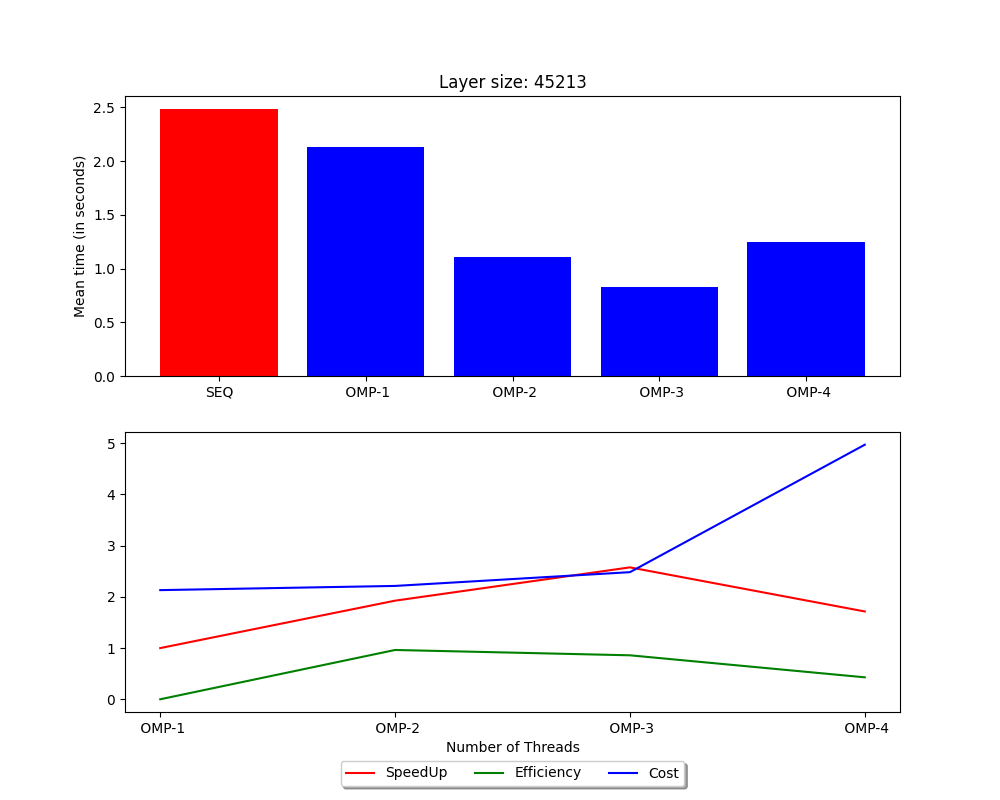 Layer size: 45213
Mean time (in seconds)
2.5
2.0
1.5
1.0
0.5
0.0
SEQ OMP-1 OMP-2 OMP-3 OMP-4
5
4
3
2
1
0
OMP-1 OMP-2 OMP-3 OMP-4
Number of Threads
SpeedUp Efficiency Cost